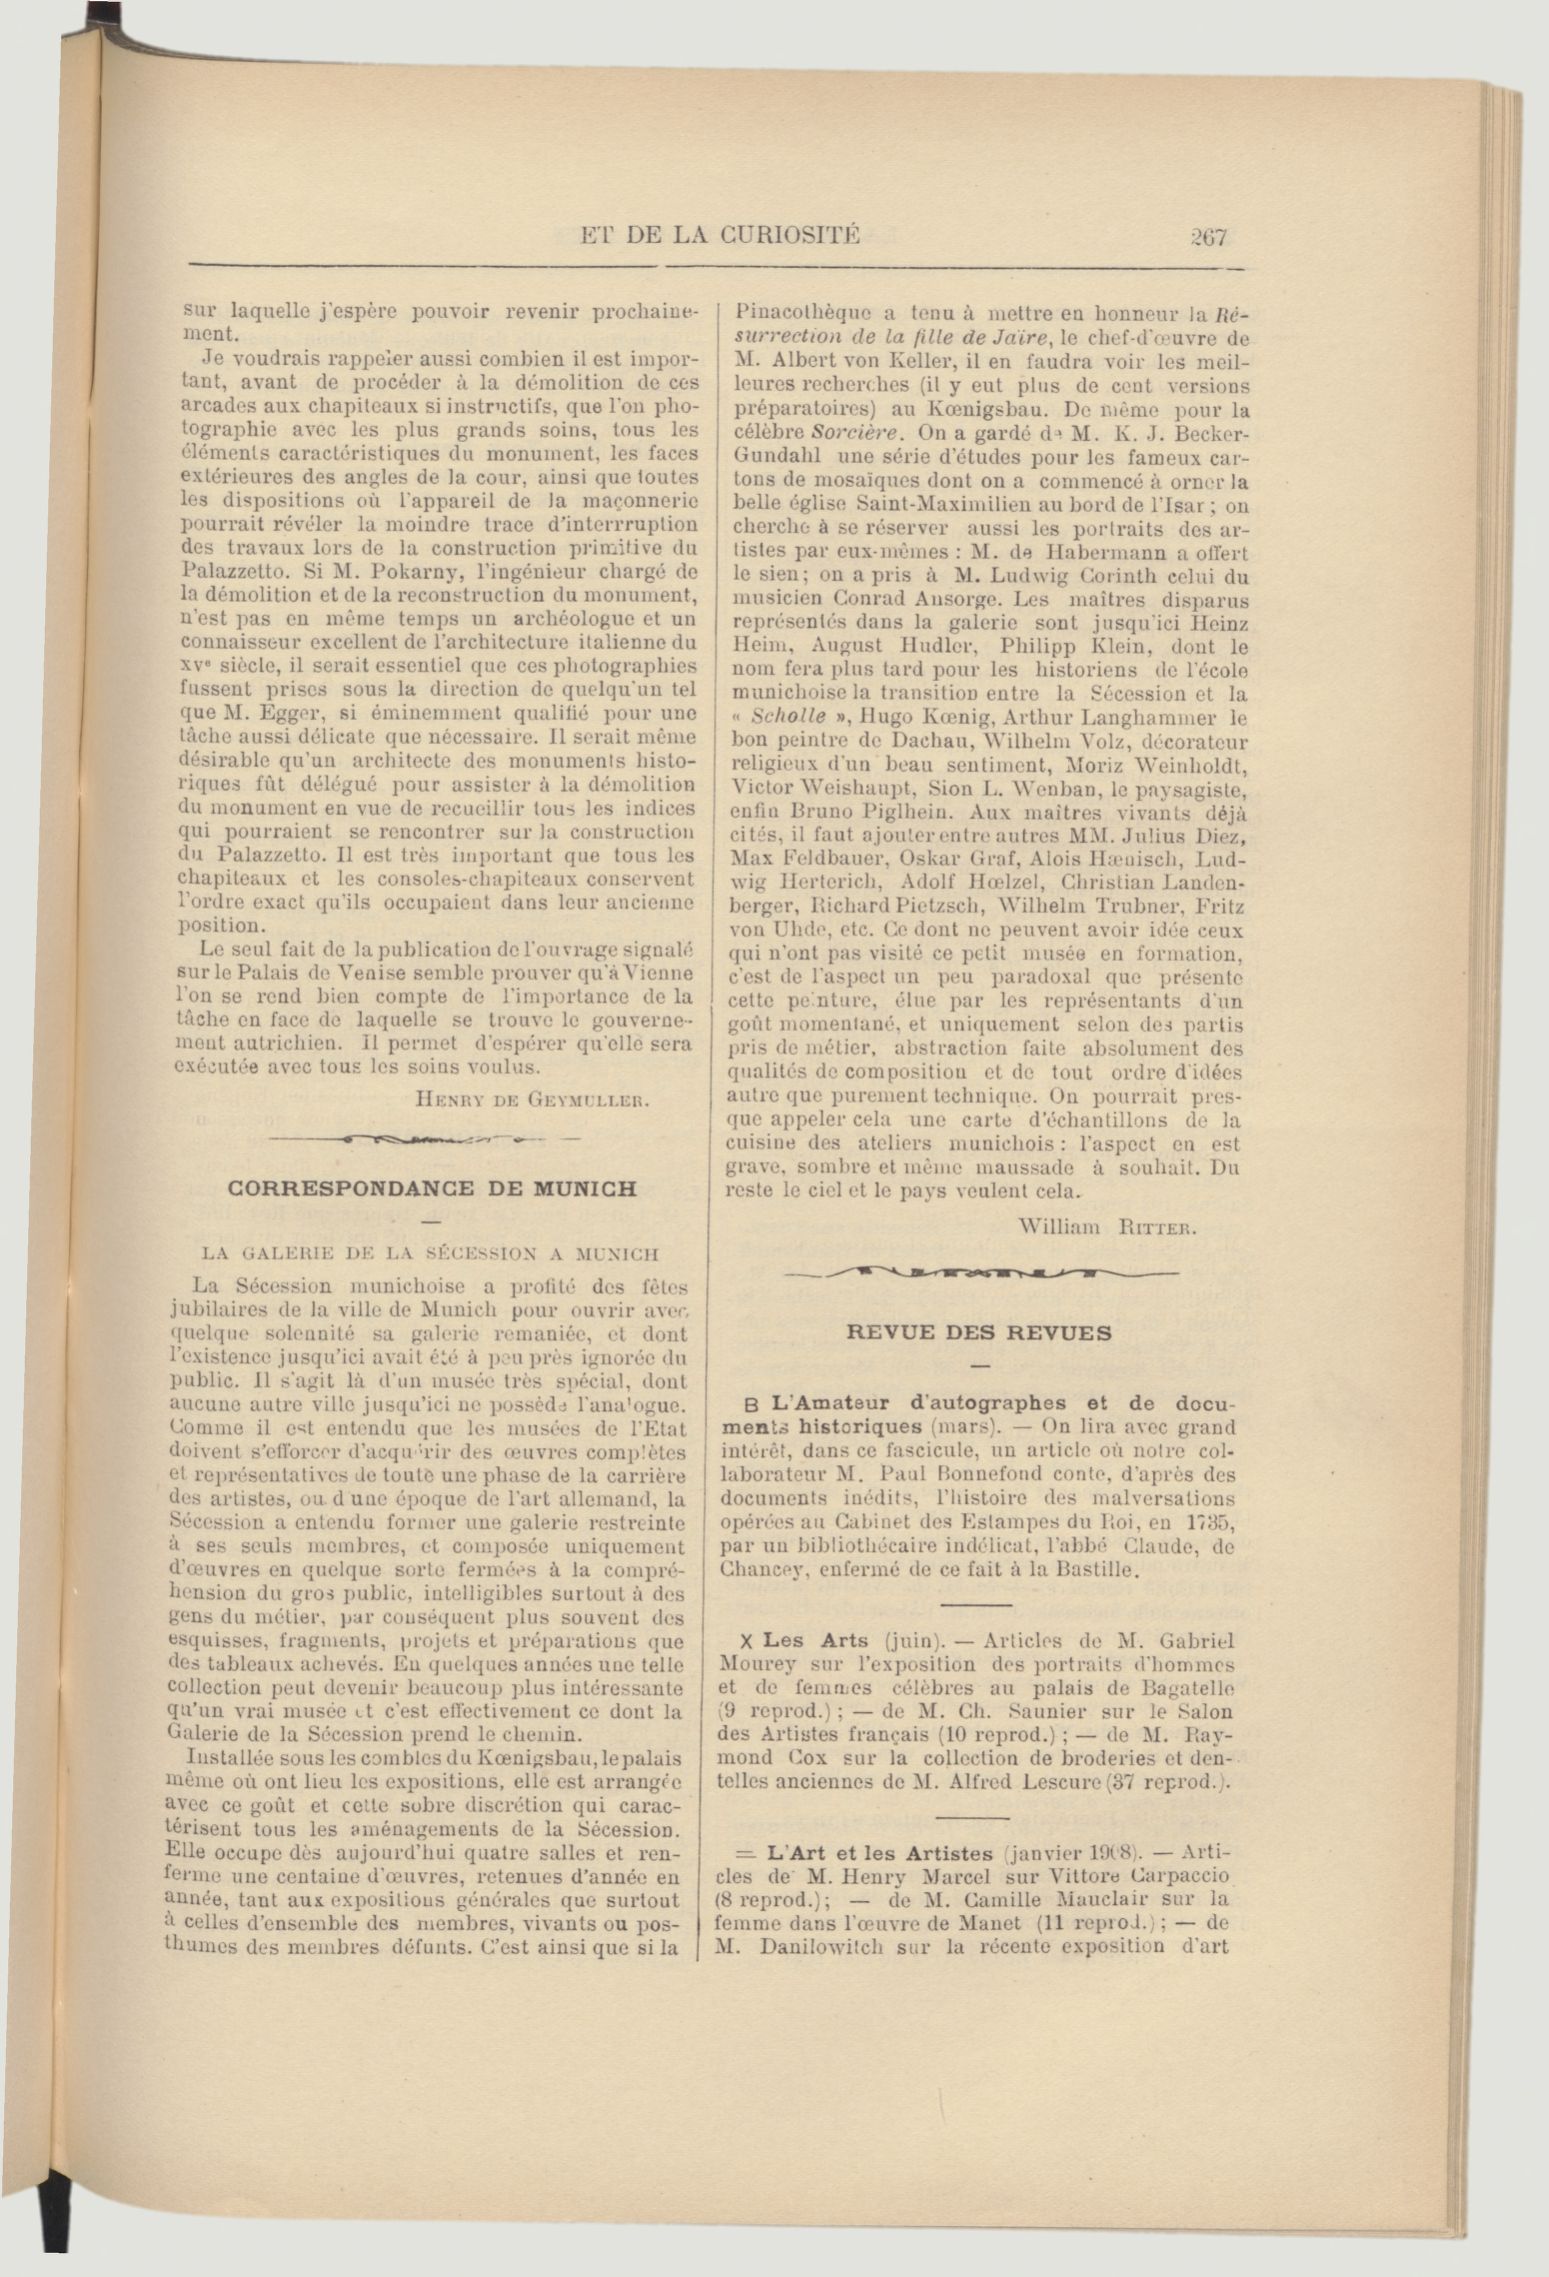 ET DE LA CURIOSITÉ
267
sur laquelle j'espère pouvoir revenir prochaine-
ment.
Je voudrais rappeler aussi combien il est impor-
tant, avant de procéder à la démolition de ces
arcades aux chapiteaux si instructifs, que l'on pho-
tographie avec les plus grands soins, tous les
éléments caractéristiques du monument, les faces
extérieures des angles de la cour, ainsi que toutes
les dispositions où l'appareil de la maçonnerie
pourrait révéler la moindre trace d'interrruption
des travaux lors de la construction primitive du
Palazzetto. Si M. Pokarny, l'ingénieur chargé de
la démolition et de la reconstruction du monument,
n'est pas en même temps un archéologue et un
connaisseur excellent de l'architecture italienne du
XVe siècle, il serait essentiel que ces photographies
fussent prises sous la direction de quelqu'un tel
que M. Egger, si éminemment qualifié pour une
tâche aussi délicate que nécessaire. Il serait même
désirable qu'un architecte des monuments histo-
riques fût délégué pour assister à la démolition
du monument en vue de recueillir tous les indices
qui pourraient se rencontrer sur la construction
du Palazzetto. Il est très important que tous les
chapiteaux et les consoles-chapiteaux conservent
l'ordre exact qu'ils occupaient dans leur ancienne
position.
Le seul fait de la publication de l'ouvrage signalé
sur le Palais de Venise semble prouver qu'à Vienne
l'on se rend bien compte de l'importance de la
tâche en face de laquelle se trouve le gouverne-
ment autrichien. Il permet d'espérer qu'elle sera
exécutée avec tous les soins voulus.
HENRY DE GEYMULLER.
CORRESPONDANCE DE MUNICH
LA GALERIE DE LA SÉCESSION A MUNICH
La Sécession munichoise a profité des fêtes
jubilaires de la ville de Munich pour ouvrir avec
quelque solennité sa galerie remaniée, et dont
l'existence jusqu'ici avait été à peu près ignorée du
public. Il s'agit là d'un musée très spécial, dont
aucune autre ville jusqu'ici ne possède l'analogue.
Comme il est entendu que les musées de l'Etat
doivent s'efforcer d'acquérir des œuvres complètes
et représentatives de toute une phase de la carrière
des artistes, ou d'une époque de l'art allemand, la
Sécession a entendu former une galerie restreinte
à ses seuls membres, et composée uniquement
d'œuvres en quelque sorte fermées à la compré-
hension du gros public, intelligibles surtout à des
gens du métier, par conséquent plus souvent des
esquisses, fragments, projets et préparations que
des tableaux achevés. En quelques années une telle
collection peut devenir beaucoup plus intéressante
qu'un vrai musée et c'est effectivement ce dont la
Galerie de la Sécession prend le chemin.
Installée sous les combles du Kœnigsbau, le palais
même où ont lieu les expositions, elle est arrangée
avec ce goût et cette sobre discrétion qui carac-
térisent tous les aménagements de la Sécession.
Elle occupe dès aujourd'hui quatre salles et ren-
ferme une centaine d'œuvres, retenues d'année en
année, tant aux expositions générales que surtout
à celles d'ensemble des membres, vivants ou pos-
thumes des membres défunts. C'est ainsi que si la
Pinacothèque a tenu à mettre en honneur la Ré-
surrection de la fille de Jaïre, le chef-d'œuvre de
M. Albert von Keller, il en faudra voir les meil-
leures recherches (il y eut plus de cent versions
préparatoires) au Kœnigsbau. De même pour la
célèbre Sorcière. On a gardé de M. K. J. Becker-
Gundahl une série d'études pour les fameux car-
tons de mosaïques dont on a commencé à orner la
belle église Saint-Maximilien au bord de l'Isar ; on
cherche à se réserver aussi les portraits des ar-
tistes par eux-mêmes : M. de Habermann a offert
le sien; on a pris à M. Ludwig Corinth celui du
musicien Conrad Ansorge. Les maîtres disparus
représentés dans la galerie sont jusqu'ici Heinz
Heim, August Hudler, Philipp Klein, dont le
nom fera plus tard pour les historiens de l'école
munichoise la transition entre la Sécession et la
« Scholle », Hugo Kœnig, Arthur Langhammer le
bon peintre de Dachau, Wilhelm Volz, décorateur
religieux d'un beau sentiment, Moriz Weinholdt,
Victor Weishaupt, Sion L. Wenban, le paysagiste,
enfin Bruno Piglhein. Aux maîtres vivants déjà
cités, il faut ajouter entre autres MM. Julius Diez,
Max Feldbauer, Oskar Graf, Alois Hænisch, Lud-
wig Herterich, Adolf Hœlzel, Christian Landen-
berger, Richard Pietzsch, Wilhelm Trubner, Fritz
von Uhde, etc. Ce dont ne peuvent avoir idée ceux
qui n'ont pas visité ce petit musée en formation,
c'est de l'aspect un peu paradoxal que présente
cette peinture, élue par les représentants d'un
goût momentané, et uniquement selon des partis
pris de métier, abstraction faite absolument des
qualités de composition et de tout ordre d'idées
autre que purement technique. On pourrait pres-
que appeler cela une carte d'échantillons de la
cuisine des ateliers munichois : l'aspect en est
grave, sombre et même maussade à souhait. Du
reste le ciel et le pays veulent cela.
William RITTER.
REVUE DES REVUES
B L'Amateur d'autographes et de docu-
ments historiques (mars). — On lira avec grand
intérêt, dans ce fascicule, un article où notre col-
laborateur M. Paul Bonnefond conte, d'après des
documents inédits, l'histoire des malversations
opérées au Cabinet des Estampes du Roi, en 1735,
par un bibliothécaire indélicat, l'abbé Claude, de
Chancey, enfermé de ce fait à la Bastille.
X Les Arts (juin). — Articles de M. Gabriel
Mourey sur l'exposition des portraits d'hommes
et de femmes célèbres au palais de Bagatelle
(9 reprod.) ; — de M. Ch. Saunier sur le Salon
des Artistes français (10 reprod.) ; — de M. Ray-
mond Cox sur la collection de broderies et den-
telles anciennes de M. Alfred Lescure (37 reprod.).
= L'Art et les Artistes (janvier 1908). — Arti-
cles de M. Henry Marcel sur Vittore Carpaccio
(8 reprod.); — de M. Camille Mauclair sur la
femme dans l'œuvre de Manet (11 reprod.) ; — de
M. Danilowitch sur la récente exposition d'art